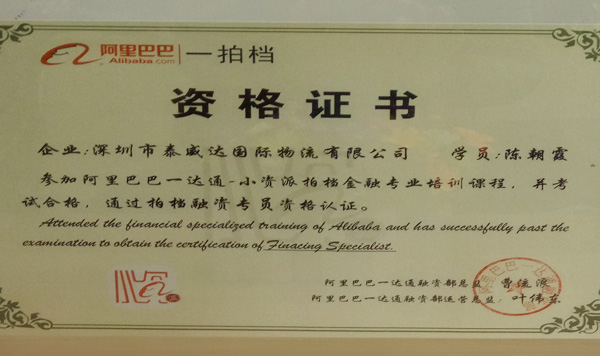 阿里巴巴 一拍档
Alibaba.com
资格证书
企业:深圳市泰威达国际物流有限公司 学员:陈朝霞
参加阿里巴巴一达通-小资派拍档金融专业培训课程,并考
试合格,通过拍档融资专员资格认证。
Attended the financial specialized training of Alibaba and has successfully past the
examination to obtain the certification of Finacing Specialist.
阿里巴巴一达通融资部总监:曹流浪
阿里巴巴一达通融资部运营总监:叶伟东